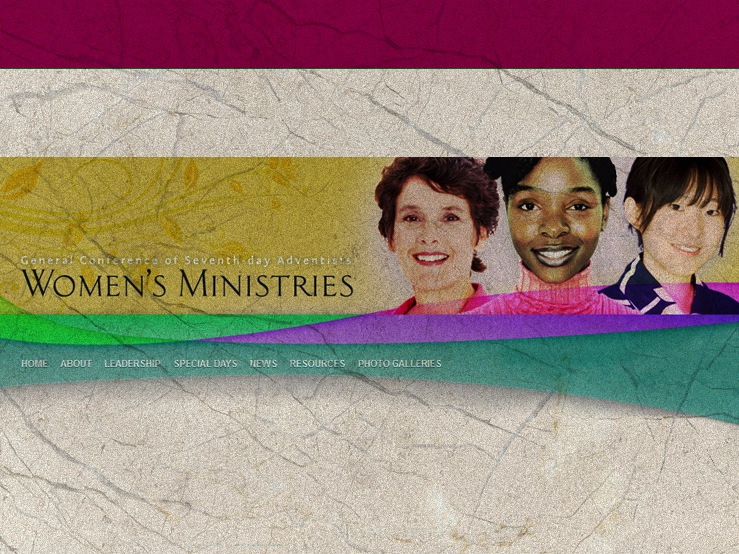 General Conference of Seventh-day Adventists
WOMEN'S MINISTRIES
HOME ABOUT LEADERSHIP SPECIAL DAYS NEWS RESOURCES PHOTO GALLERIES